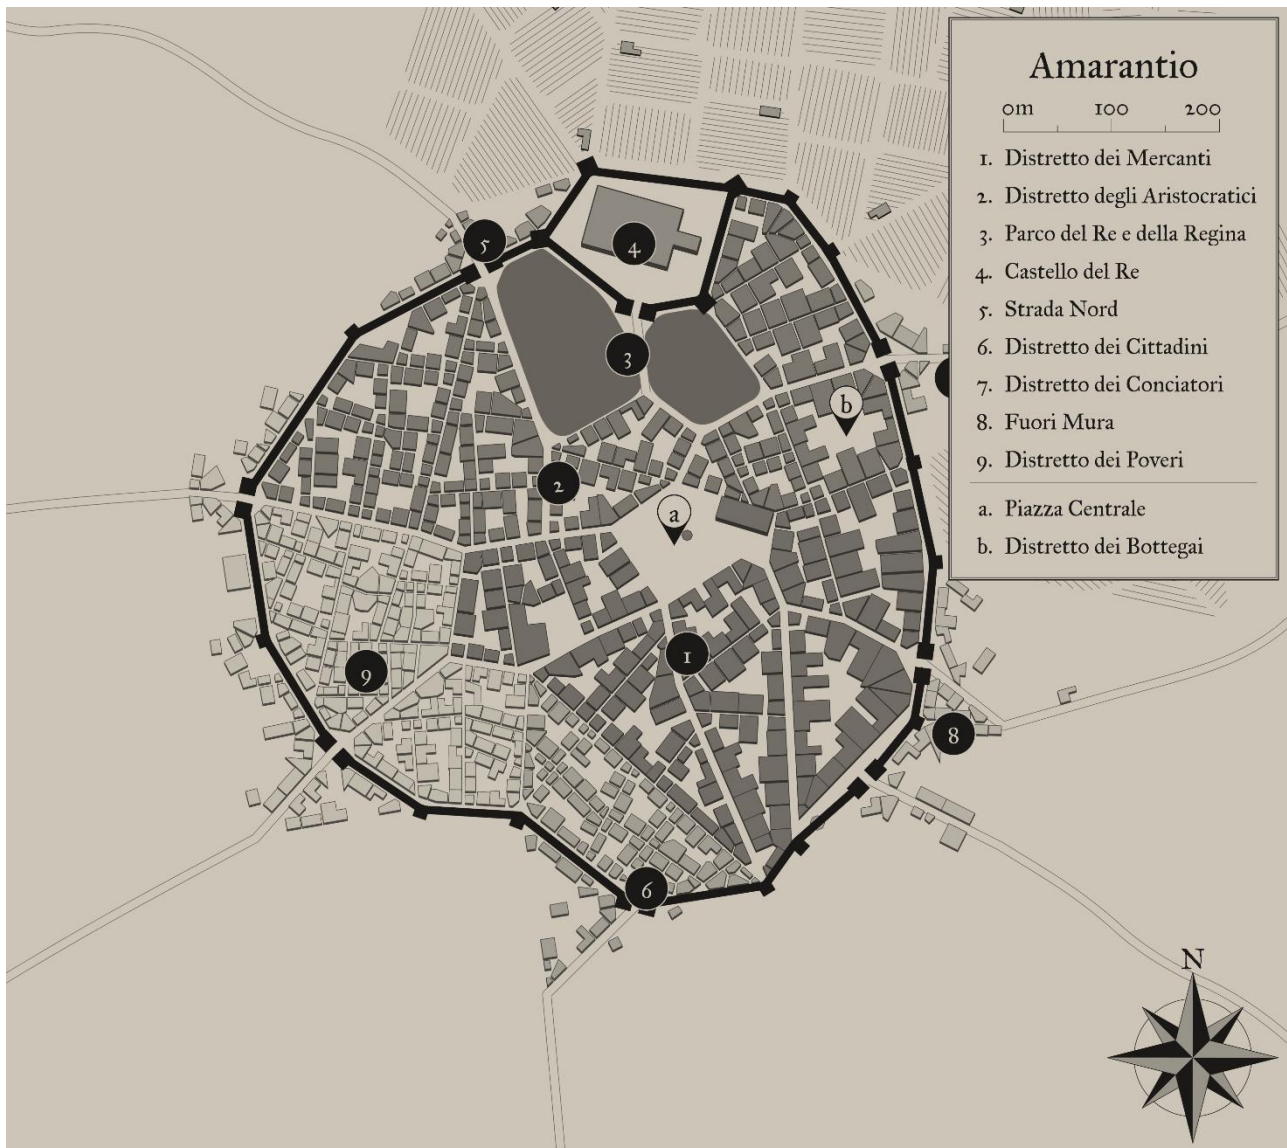 Amarantio
0m 100 200
1. Distretto dei Mercanti
2. Distretto degli Aristocratici
3. Parco del Re e della Regina
4. Castello del Re
5. Strada Nord
6. Distretto dei Cittadini
7. Distretto dei Conciatori
8. Fuori Mura
9. Distretto dei Poveri
a. Piazza Centrale
b. Distretto dei Bottegai
5
4
3
b
2
a
1
9
8
6
N